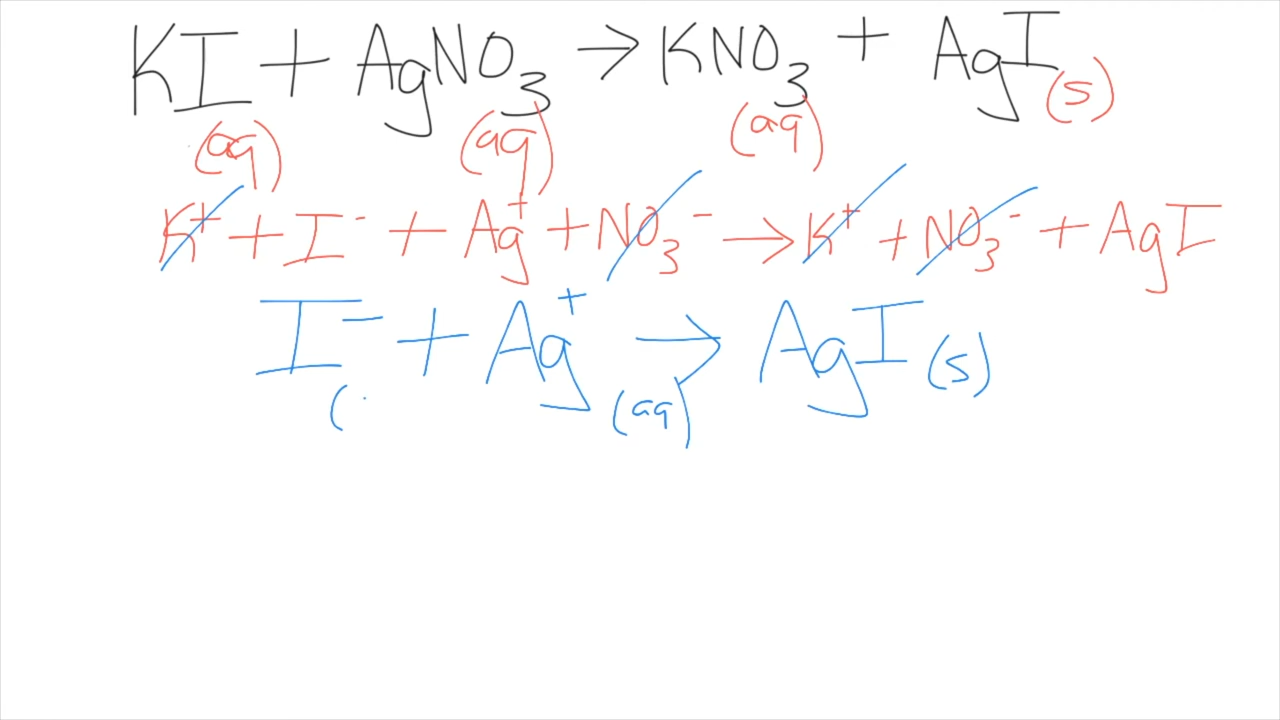 KI + AgNO₃ → KNO₃ + AgI (s)
(aq) (aq) (aq)
K⁺ + I⁻ + Ag⁺ + NO₃⁻ → K⁺ + NO₃⁻ + AgI
I⁻ + Ag⁺ → AgI (s)
( (aq)